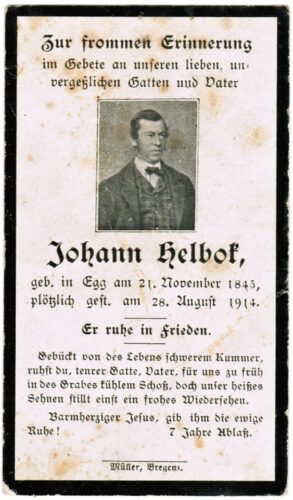 Zur frommen Erinnerung
im Gebete an unseren lieben, un-
vergeßlichen Gatten und Vater
Johann Helbok,
geb. in Egg am 21. November 1845,
plötzlich gest. am 28. August 1914.
Er ruhe in Frieden.
Gebückt von des Lebens schwerem Kummer,
ruhst du, teurer Gatte, Vater, für uns zu früh
in des Grabes kühlem Schoß, doch unser heißes
Sehnen stillt einst ein frohes Wiedersehen.
Barmherziger Jesus, gib ihm die ewige
Ruhe! 7 Jahre Ablaß.
Müller, Bregenz.